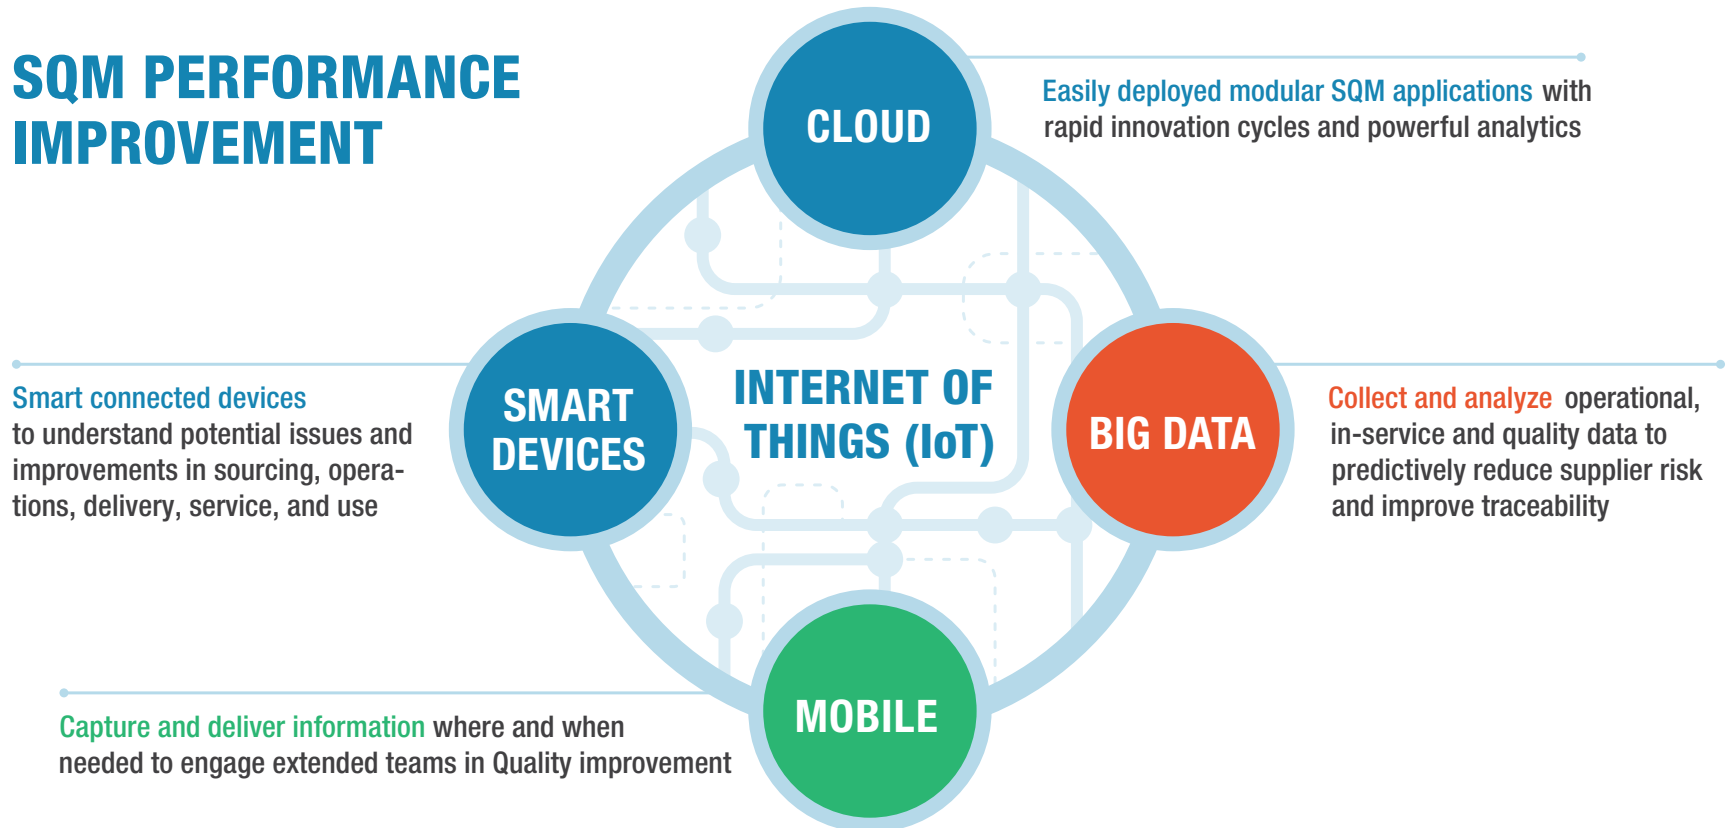 SQM PERFORMANCE
IMPROVEMENT
CLOUD
Easily deployed modular SQM applications with
rapid innovation cycles and powerful analytics
Smart connected devices
to understand potential issues and
improvements in sourcing, opera-
tions, delivery, service, and use
SMART
DEVICES
INTERNET OF
THINGS (IoT)
BIG DATA
Collect and analyze operational,
in-service and quality data to
predictively reduce supplier risk
and improve traceability
Capture and deliver information where and when
needed to engage extended teams in Quality improvement
MOBILE